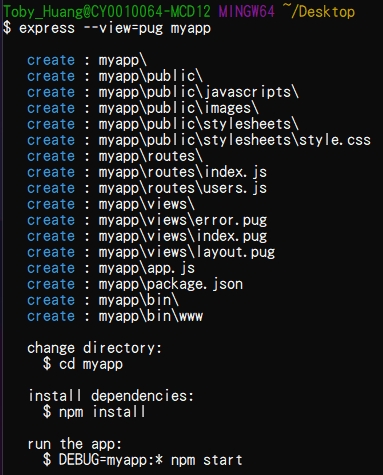 Toby_Huang@CY0010064-MCD12 MINGW64 ~/Desktop
$ express --view=pug myapp
create : myapp\
create : myapp\public\
create : myapp\public\javascripts\
create : myapp\public\images\
create : myapp\public\stylesheets\
create : myapp\public\stylesheets\style.css
create : myapp\routes\
create : myapp\routes\index.js
create : myapp\routes\users.js
create : myapp\views\
create : myapp\views\error.pug
create : myapp\views\index.pug
create : myapp\views\layout.pug
create : myapp\app.js
create : myapp\package.json
create : myapp\bin\
create : myapp\bin\www
change directory:
$ cd myapp
install dependencies:
$ npm install
run the app:
$ DEBUG=myapp:* npm start